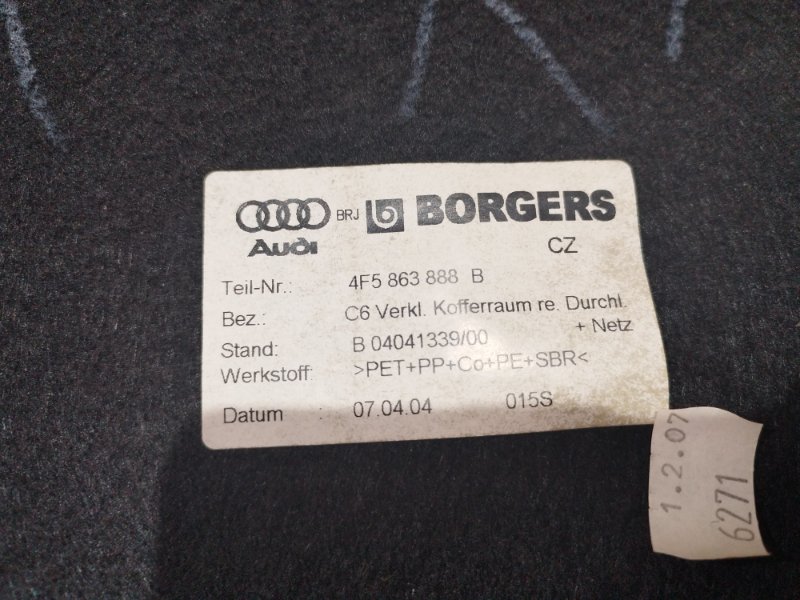 BRJ BORGERS
Audi
CZ
Teil-Nr.: 4F5 863 888 B
Bez.: C6 Verkl. Kofferraum re. Durchl.
+ Netz
Stand: B 04041339/00
Werkstoff: >PET+PP+Co+PE+SBR<
Datum : 07.04.04 015S
1.2.07
6271